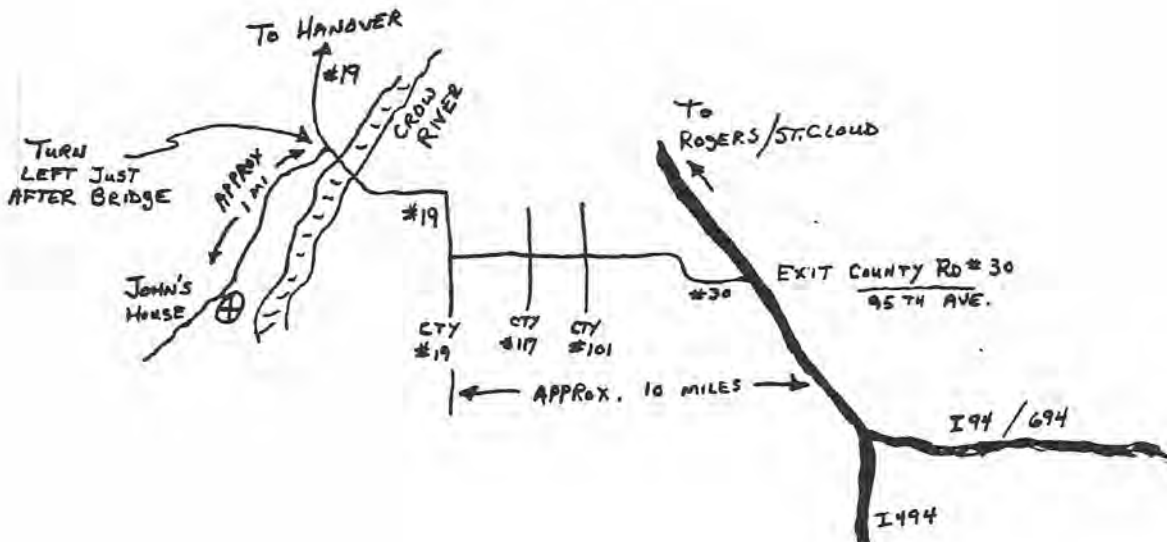 To HANOVER
#19
CROW
RIVER
TURN
LEFT JUST
AFTER BRIDGE
APPROX
1 MI
#19
JOHN'S
HOUSE
To
ROGERS/ST.CLOUD
EXIT COUNTY RD # 30
95 TH AVE.
#30
CTY
#19
CTY
#117
CTY
#101
APPROX. 10 MILES
I94 / 694
I494